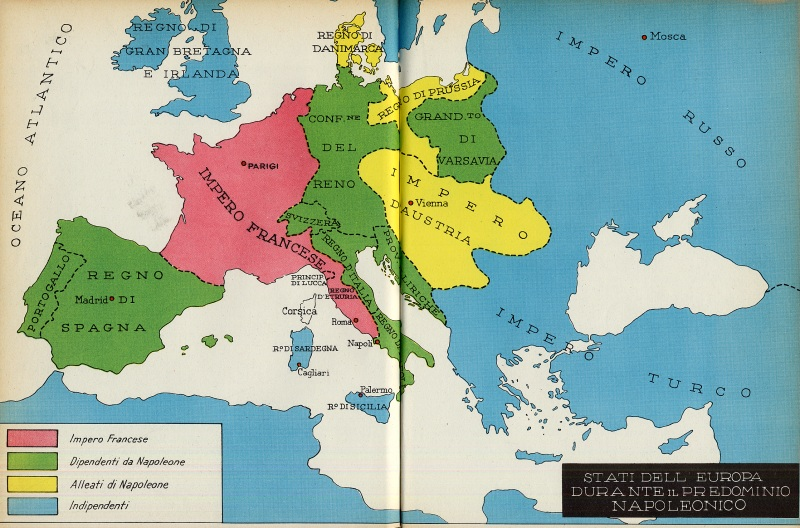 OCEANO ATLANTICO
REGNO DI
GRAN BRETAGNA
E IRLANDA
REGNO DI
DANIMARCA
REGNO DI PRUSSIA
IMPERO RUSSO
Mosca
CONF.NE
DEL
RENO
GRAND.TO
DI
VARSAVIA
PARIGI
IMPERO FRANCESE
IMPERO
D'AUSTRIA
Vienna
SVIZZERA
REGNO D'ITALIA
PROV. ILLIRICHE
PORTOGALLO
REGNO
DI
SPAGNA
Madrid
PRINCIP.
DI LUCCA
REGNO
D'ETRURIA
Corsica
Roma
Napoli
REGNO DI
R.º DI SARDEGNA
Cagliari
Palermo
R.º DI SICILIA
IMPERO
TURCO
Impero Francese
Dipendenti da Napoleone
Alleati di Napoleone
Indipendenti
STATI DELL EUROPA
DURANTE IL PREDOMINIO
NAPOLEONICO